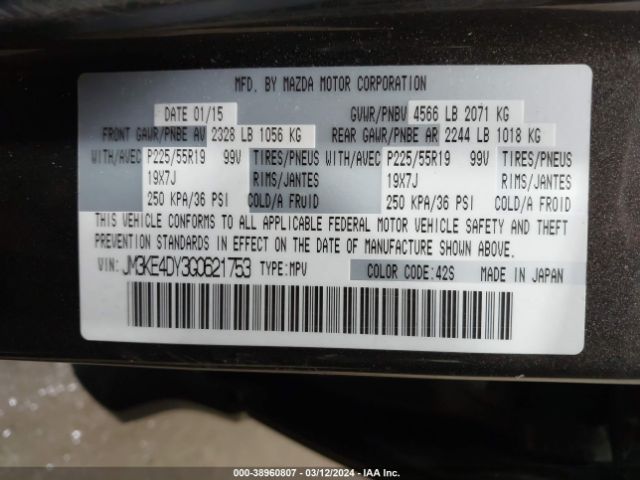 MFD. BY MAZDA MOTOR CORPORATION
DATE 01/15 GVWR/PNBV 4566 LB 2071 KG
FRONT GAWR/PNBE AV 2328 LB 1056 KG REAR GAWR/PNBE AR 2244 LB 1018 KG
WITH/AVEC P225/55R19 99V TIRES/PNEUS WITH/AVEC P225/55R19 99V TIRES/PNEUS
19X7J RIMS/JANTES 19X7J RIMS/JANTES
250 KPA/36 PSI COLD/A FROID 250 KPA/36 PSI COLD/A FROID
THIS VEHICLE CONFORMS TO ALL APPLICABLE FEDERAL MOTOR VEHICLE SAFETY AND THEFT
PREVENTION STANDARDS IN EFFECT ON THE DATE OF MANUFACTURE SHOWN ABOVE.
VIN: JM3KE4DY3G0621753 TYPE:MPV COLOR CODE:42S MADE IN JAPAN
000-38960807 - 03/12/2024 - IAA Inc.